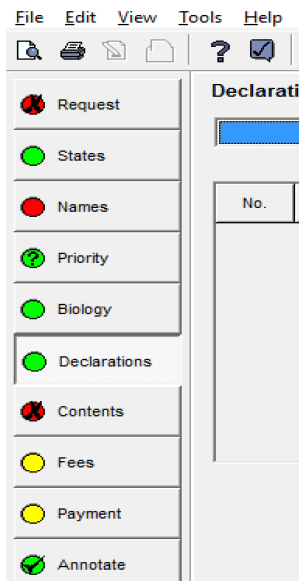 File Edit View Tools Help
Declarati
Request
States
Names
No.
Priority
Biology
Declarations
Contents
Fees
Payment
Annotate